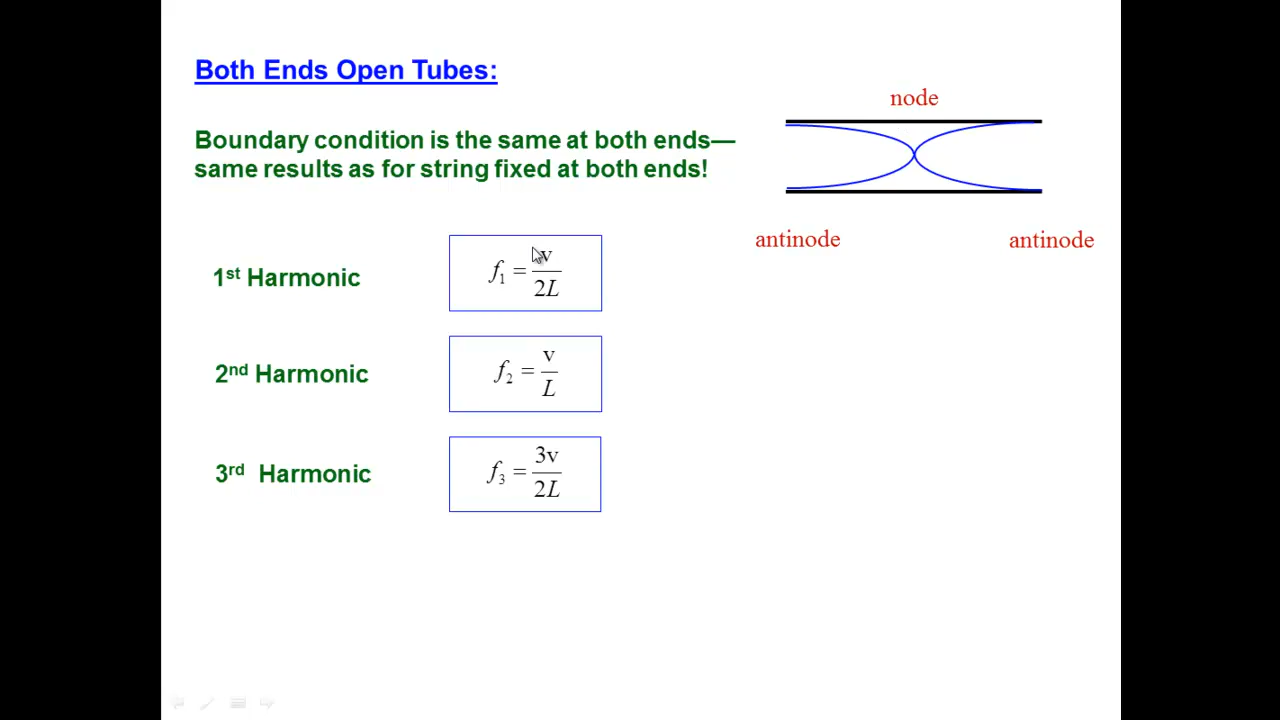 Both Ends Open Tubes:
node
Boundary condition is the same at both ends—
same results as for string fixed at both ends!
antinode antinode
1st Harmonic f₁ = v/2L
2nd Harmonic f₂ = v/L
3rd Harmonic f₃ = 3v/2L